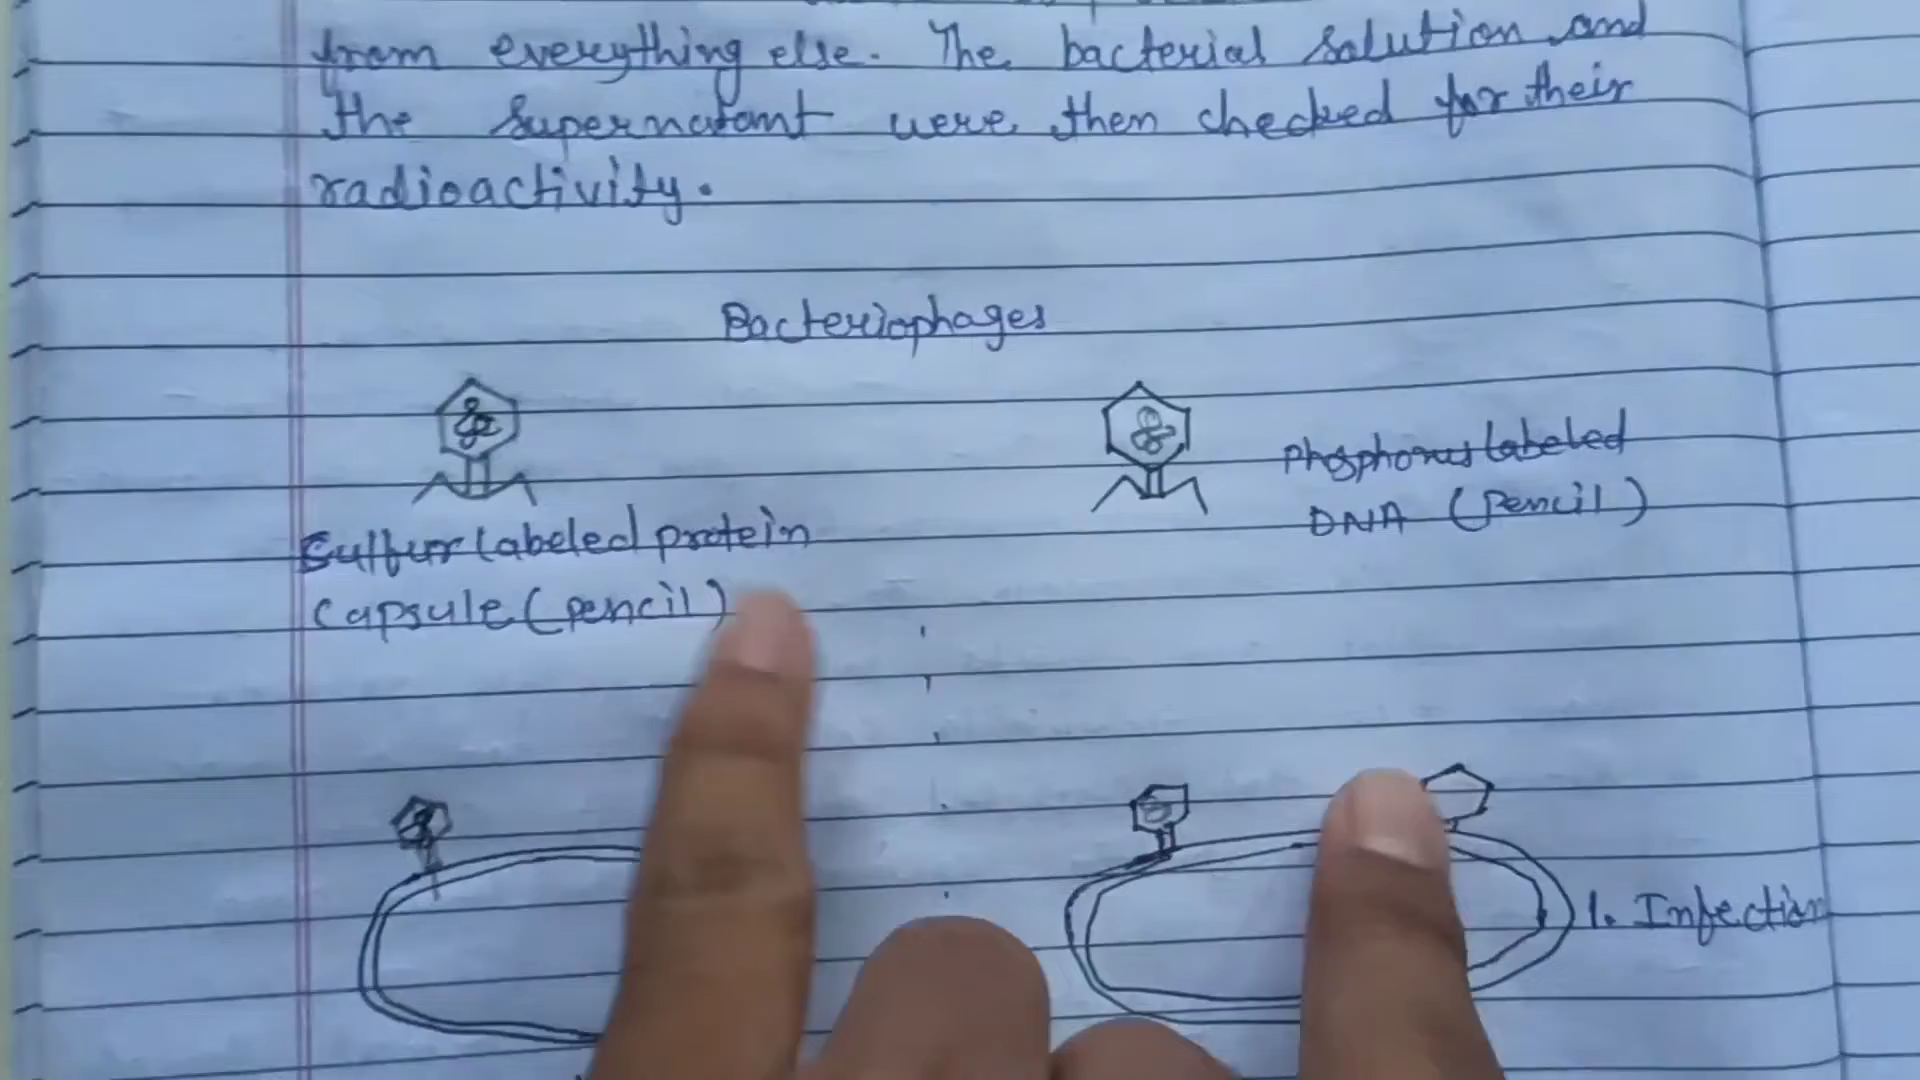 from everything else. The bacterial solution and
the supernatant were then checked for their
radioactivity.
Bacteriophages
Phosphorus labeled
DNA (pencil)
Sulfur labeled protein
capsule (pencil)
1. Infection